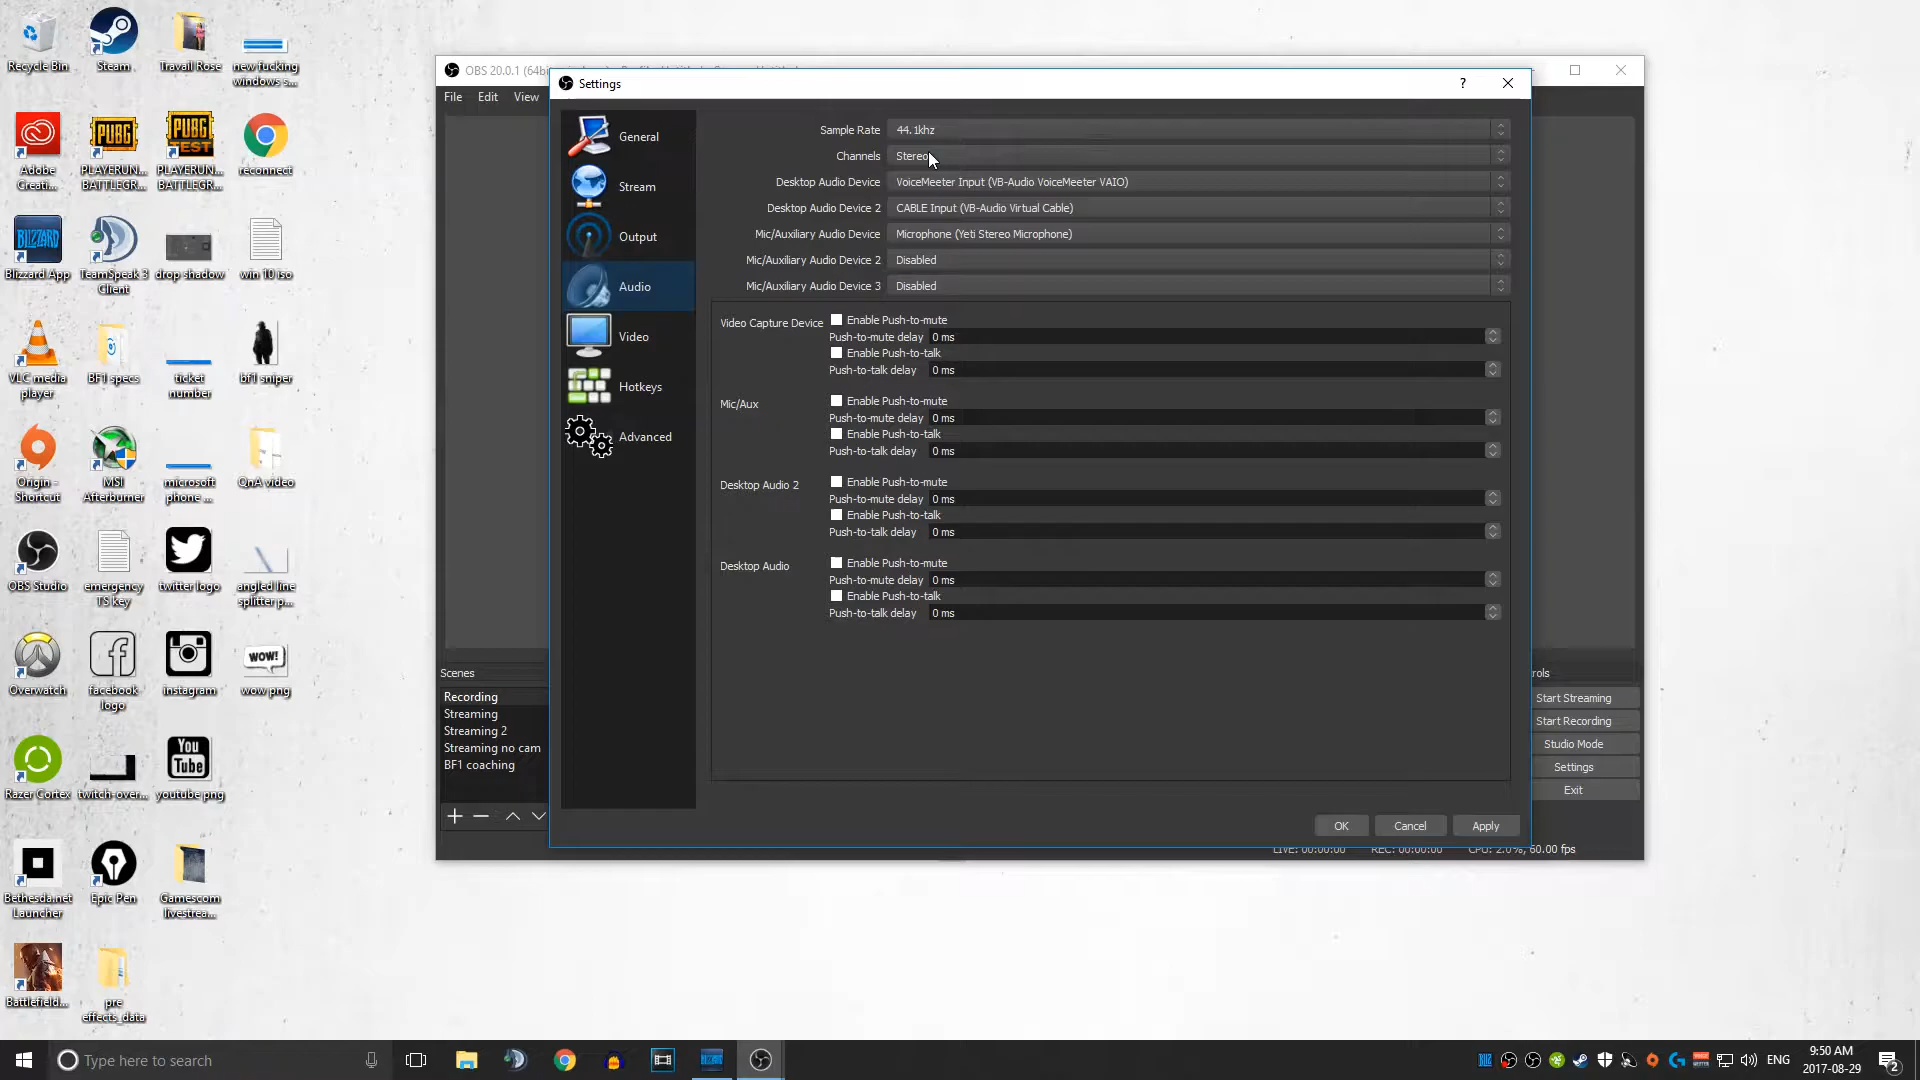 Recycle Bin
Steam
Travail Rose
new fucking
windows s...
Adobe
Creati...
PUBG
PLAYERUN...
BATTLEGR...
PUBG
TEST
PLAYERUN...
BATTLEGR...
reconnect
BLIZZARD
Blizzard App
TeamSpeak 3
Client
drop shadow
win 10 iso
VLC media
player
BF1 specs
ticket
number
bf1 sniper
Origin -
Shortcut
MSI
Afterburner
microsoft
phone ...
QnA video
OBS Studio
emergency
TS key
twitter logo
angled line
splitter p...
Overwatch
facebook
logo
instagram
WOW!
wow png
Razer Cortex
twitch-over...
You
Tube
youtube png
Bethesda.net
Launcher
Epic Pen
Gamescom
livestrea...
Battlefield...
pre
effects_data
OBS 20.0.1 (64bi
File
Edit
View
Settings
?
General
Stream
Output
Audio
Video
Hotkeys
Advanced
Sample Rate
44.1khz
Channels
Stereo
Desktop Audio Device
VoiceMeeter Input (VB-Audio VoiceMeeter VAIO)
Desktop Audio Device 2
CABLE Input (VB-Audio Virtual Cable)
Mic/Auxiliary Audio Device
Microphone (Yeti Stereo Microphone)
Mic/Auxiliary Audio Device 2
Disabled
Mic/Auxiliary Audio Device 3
Disabled
Video Capture Device
Enable Push-to-mute
Push-to-mute delay 0 ms
Enable Push-to-talk
Push-to-talk delay 0 ms
Mic/Aux
Enable Push-to-mute
Push-to-mute delay 0 ms
Enable Push-to-talk
Push-to-talk delay 0 ms
Desktop Audio 2
Enable Push-to-mute
Push-to-mute delay 0 ms
Enable Push-to-talk
Push-to-talk delay 0 ms
Desktop Audio
Enable Push-to-mute
Push-to-mute delay 0 ms
Enable Push-to-talk
Push-to-talk delay 0 ms
OK
Cancel
Apply
Scenes
Recording
Streaming
Streaming 2
Streaming no cam
BF1 coaching
rols
Start Streaming
Start Recording
Studio Mode
Settings
Exit
LIVE: 00:00:00
REC: 00:00:00
CPU: 2.0%, 60.00 fps
Type here to search
ENG
9:50 AM
2017-08-29
2